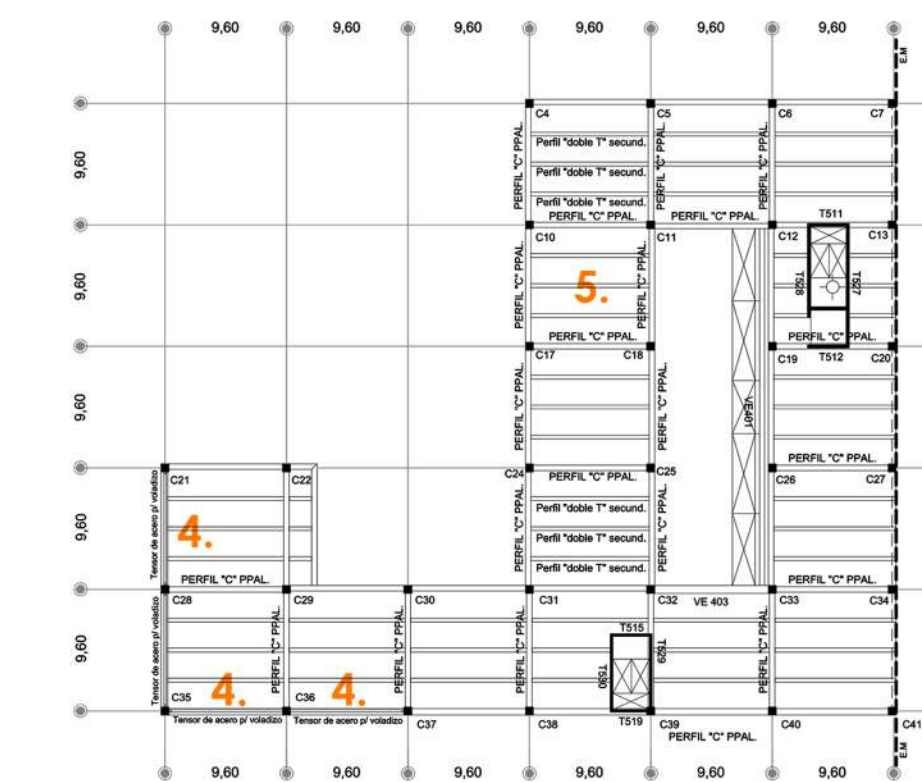 9,60 9,60 9,60 9,60 9,60 9,60
E.M
C4 C5 C6 C7
9,60
PERFIL "C" PPAL.
Perfil "doble T" secund.
PERFIL "C" PPAL.
PERFIL "C" PPAL.
Perfil "doble T" secund.
Perfil "doble T" secund.
PERFIL "C" PPAL. PERFIL "C" PPAL. T511
C10 C11 C12 C13
9,60
PERFIL "C" PPAL.
5.
PERFIL "C" PPAL.
T528 T527
PERFIL "C" PPAL. PERFIL "C" PPAL.
C17 C18 C19 T512 C20
9,60
PERFIL "C" PPAL.
PERFIL "C" PPAL.
VE401
PERFIL "C" PPAL.
C21 C22 C24 PERFIL "C" PPAL. C25 C26 C27
9,60
Tensor de acero p/ voladizo
4.
PERFIL "C" PPAL.
Perfil "doble T" secund.
PERFIL "C" PPAL.
Perfil "doble T" secund.
Perfil "doble T" secund.
PERFIL "C" PPAL. PERFIL "C" PPAL.
C28 C29 C30 C31 C32 VE 403 C33 C34
9,60
Tensor de acero p/ voladizo
PERFIL "C" PPAL.
PERFIL "C" PPAL.
PERFIL "C" PPAL.
T515
T530 T529
C35 4. C36 4. T519
Tensor de acero p/ voladizo Tensor de acero p/ voladizo
C37 C38 C39 C40 C41
PERFIL "C" PPAL.
E.M
9,60 9,60 9,60 9,60 9,60 9,60